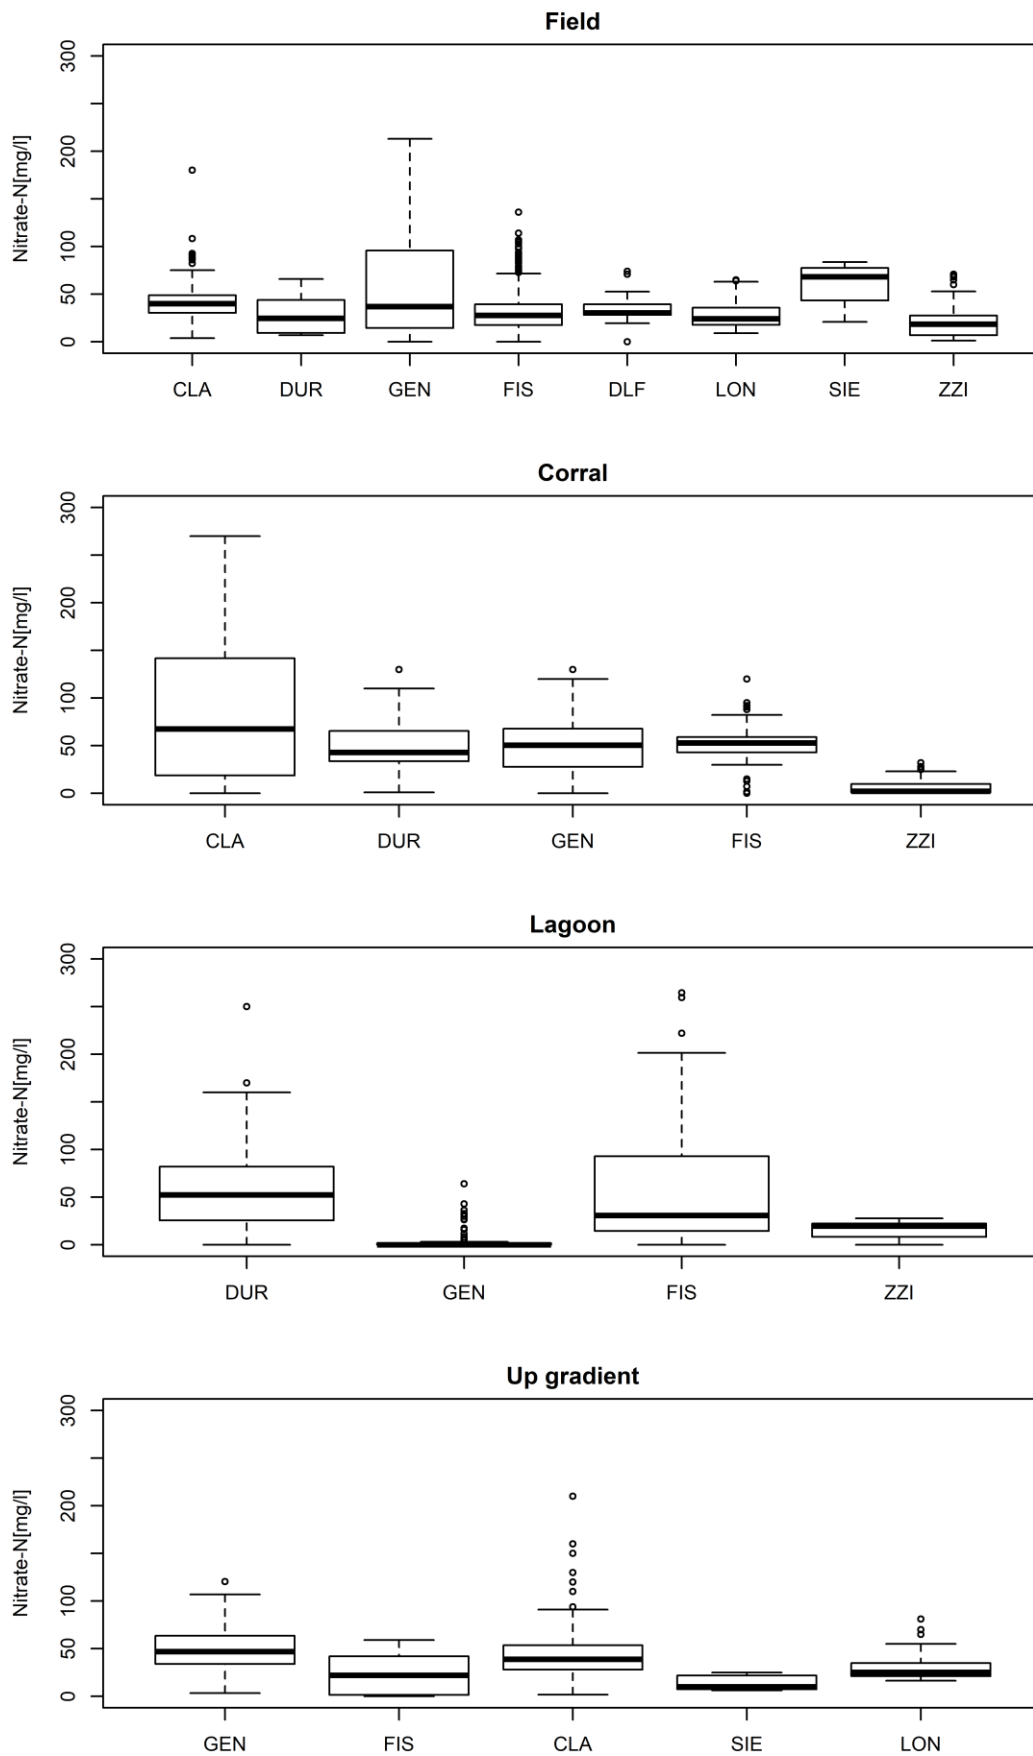 Field
Nitrate-N[mg/l]
300
200
100
50
0
CLA DUR GEN FIS DLF LON SIE ZZI
Corral
Nitrate-N[mg/l]
300
200
100
50
0
CLA DUR GEN FIS ZZI
Lagoon
Nitrate-N[mg/l]
300
200
100
50
0
DUR GEN FIS ZZI
Up gradient
Nitrate-N[mg/l]
300
200
100
50
0
GEN FIS CLA SIE LON